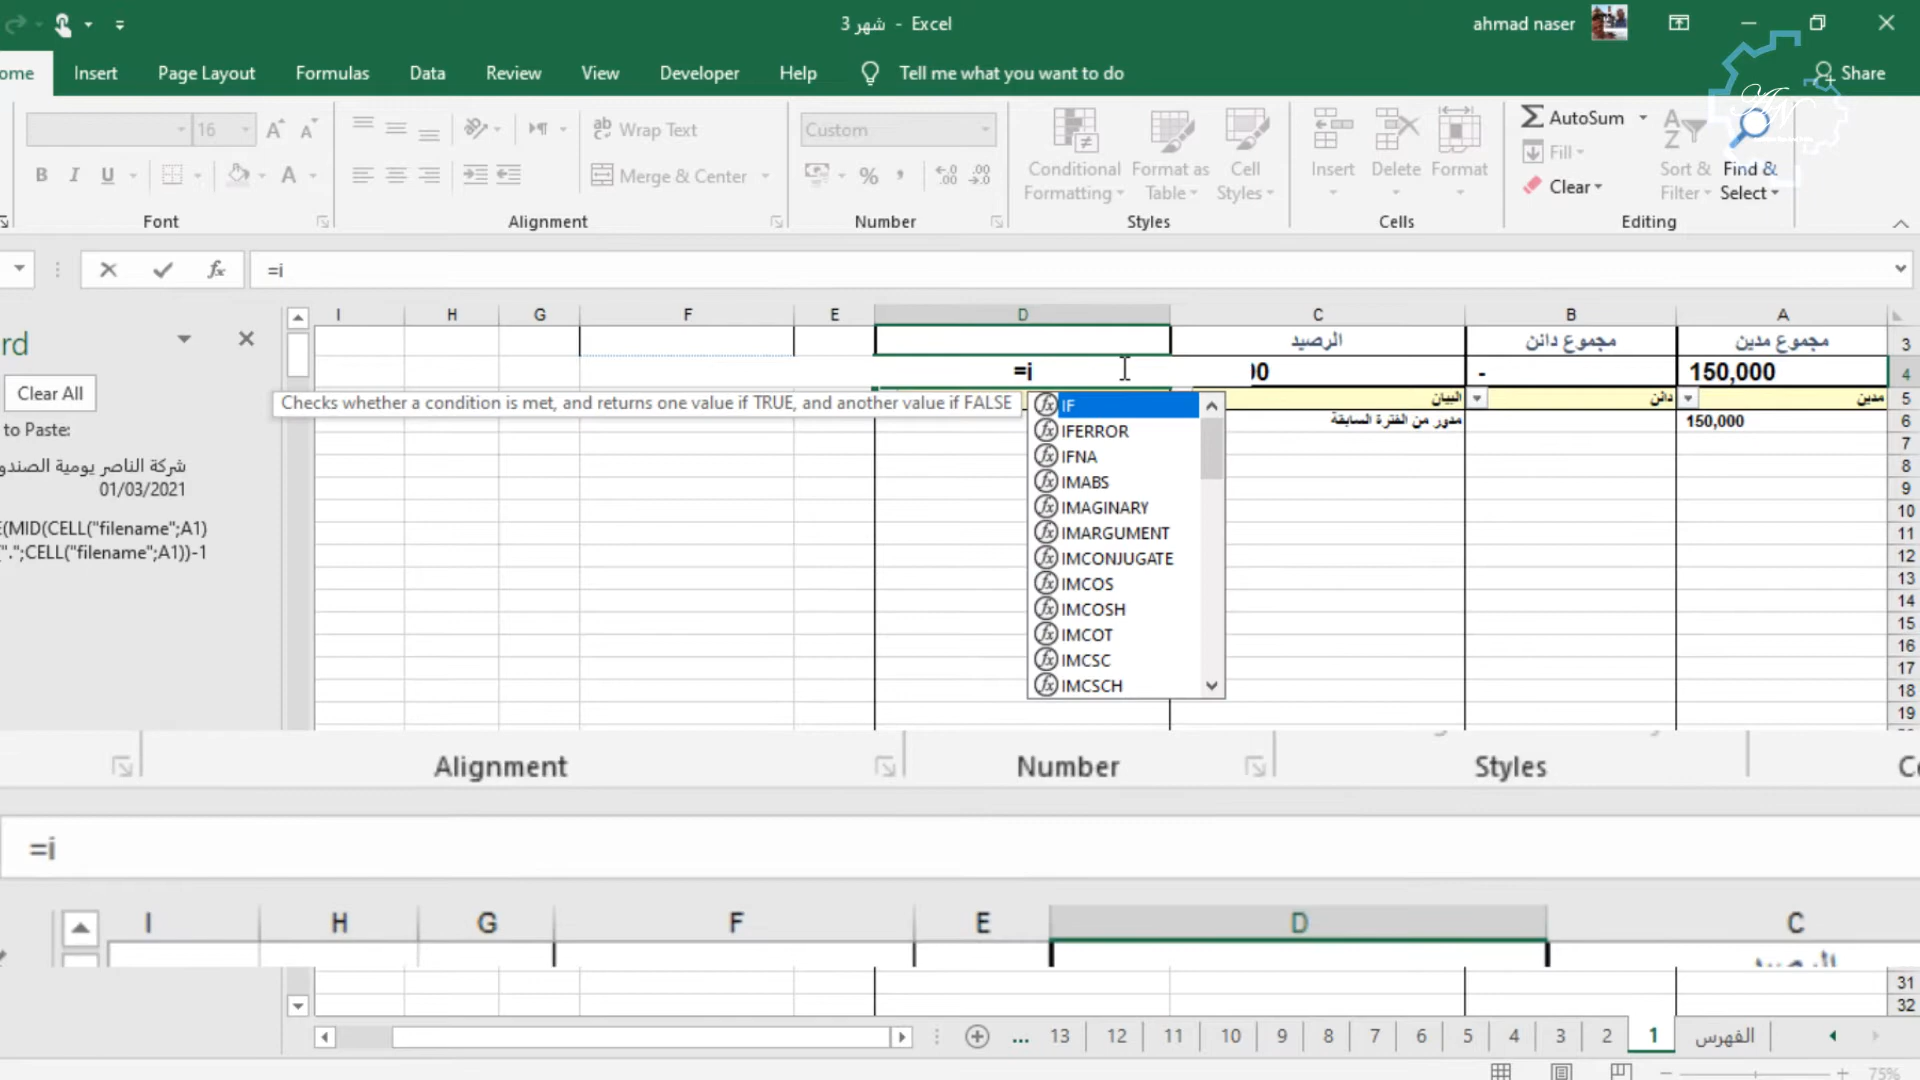 شهر 3 - Excel
ahmad naser
ome Insert Page Layout Formulas Data Review View Developer Help Tell me what you want to do Share
16 Wrap Text Custom AutoSum
Fill
B I U Merge & Center % Conditional Formatting Format as Table Cell Styles Insert Delete Format Clear Sort & Filter Find & Select
Font Alignment Number Styles Cells Editing
fx =i
I H G F E D C B A
rd
الرصيد مجموع دائن مجموع مدين 3
=i 00 - 150,000 4
Clear All
Checks whether a condition is met, and returns one value if TRUE, and another value if FALSE
البيان دائن مدين 5
مدور من الفترة السابقة 150,000 6
to Paste:
شركة الناصر يومية الصندو
01/03/2021
E(MID(CELL("filename";A1)
(".";CELL("filename";A1))-1
IF
IFERROR
IFNA
IMABS
IMAGINARY
IMARGUMENT
IMCONJUGATE
IMCOS
IMCOSH
IMCOT
IMCSC
IMCSCH
7
8
9
10
11
12
13
14
15
16
17
18
19
Alignment Number Styles
=i
I H G F E D C
31
32
... 13 12 11 10 9 8 7 6 5 4 3 2 1 الفهرس
75%